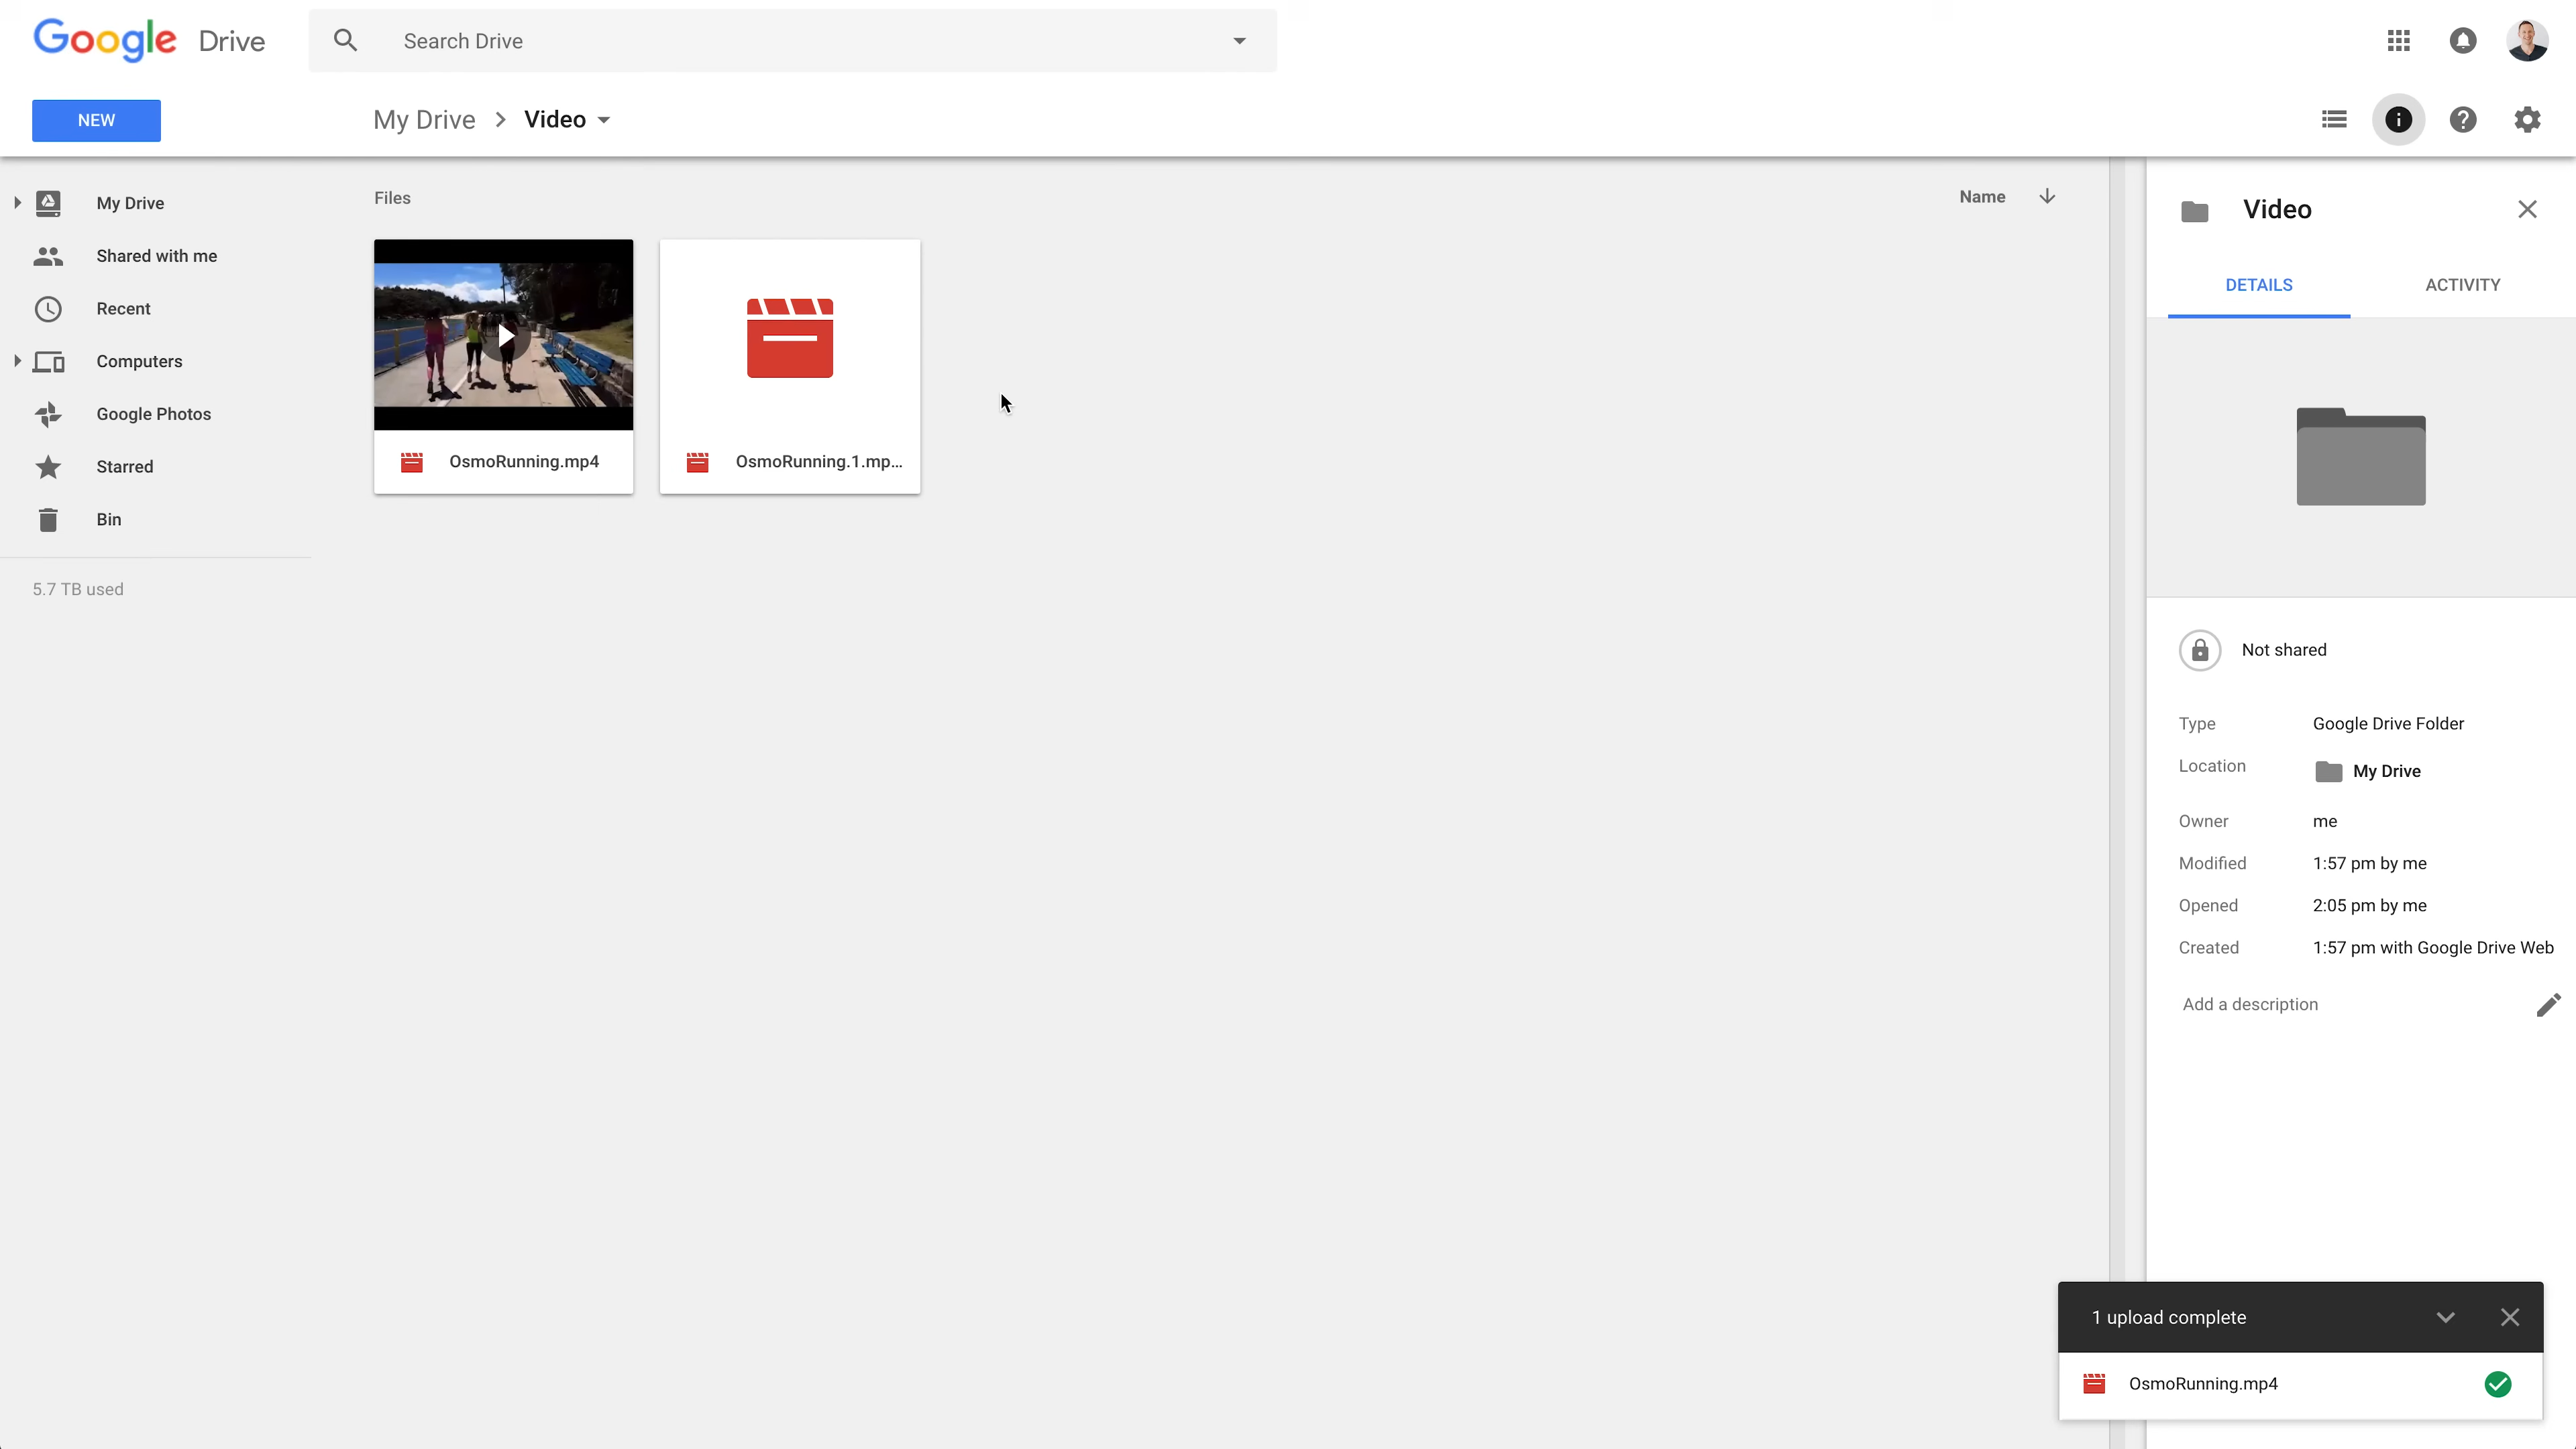 Google Drive
Search Drive
NEW
My Drive > Video
My Drive
Shared with me
Recent
Computers
Google Photos
Starred
Bin
5.7 TB used
Files
Name
OsmoRunning.mp4
OsmoRunning.1.mp...
Video
DETAILS
ACTIVITY
Not shared
Type Google Drive Folder
Location My Drive
Owner me
Modified 1:57 pm by me
Opened 2:05 pm by me
Created 1:57 pm with Google Drive Web
Add a description
1 upload complete
OsmoRunning.mp4